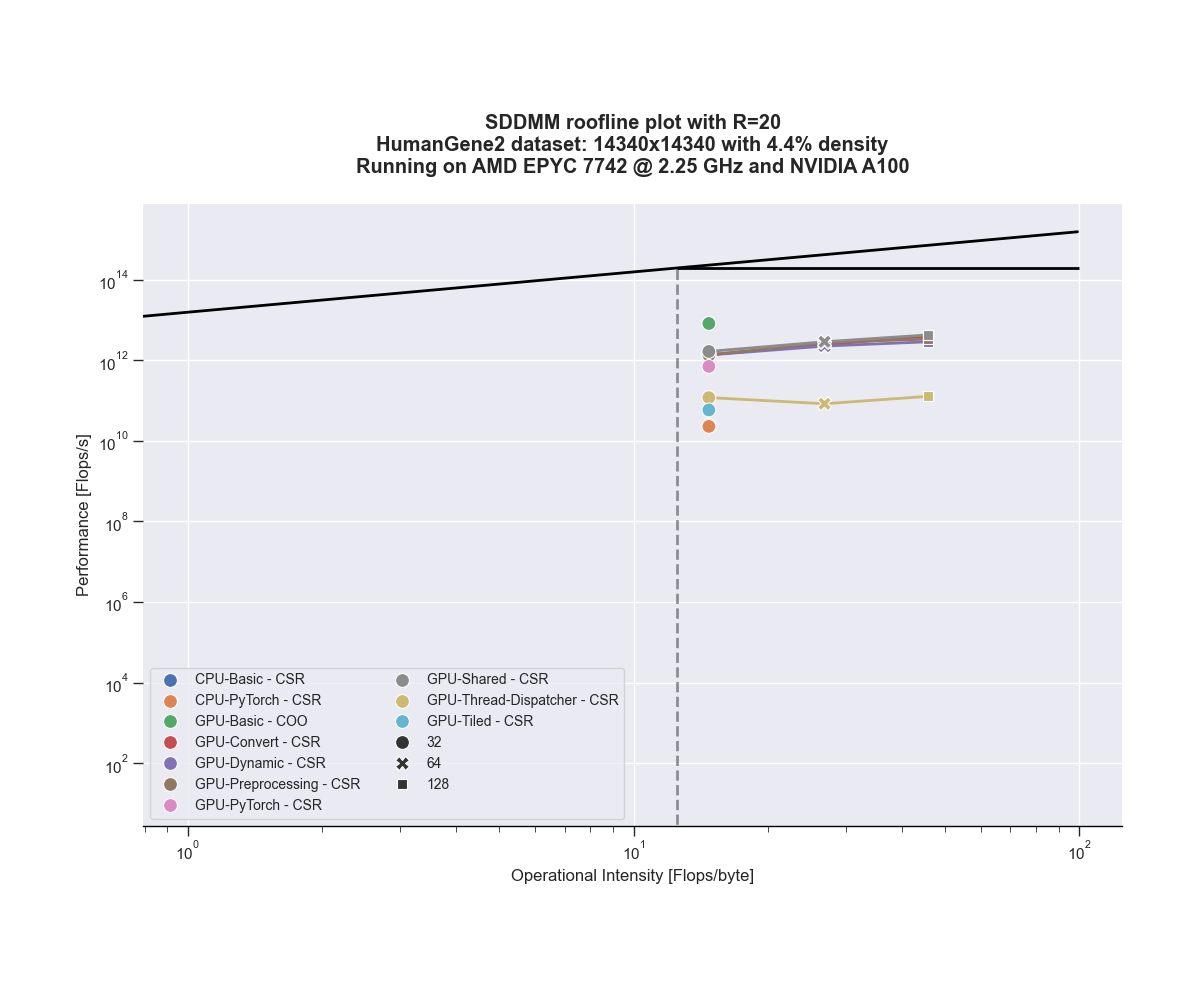 SDDMM roofline plot with R=20
HumanGene2 dataset: 14340x14340 with 4.4% density
Running on AMD EPYC 7742 @ 2.25 GHz and NVIDIA A100
Performance [Flops/s]
10^14
10^12
10^10
10^8
10^6
10^4
10^2
CPU-Basic - CSR
CPU-PyTorch - CSR
GPU-Basic - COO
GPU-Convert - CSR
GPU-Dynamic - CSR
GPU-Preprocessing - CSR
GPU-PyTorch - CSR
GPU-Shared - CSR
GPU-Thread-Dispatcher - CSR
GPU-Tiled - CSR
32
64
128
10^0
10^1
10^2
Operational Intensity [Flops/byte]